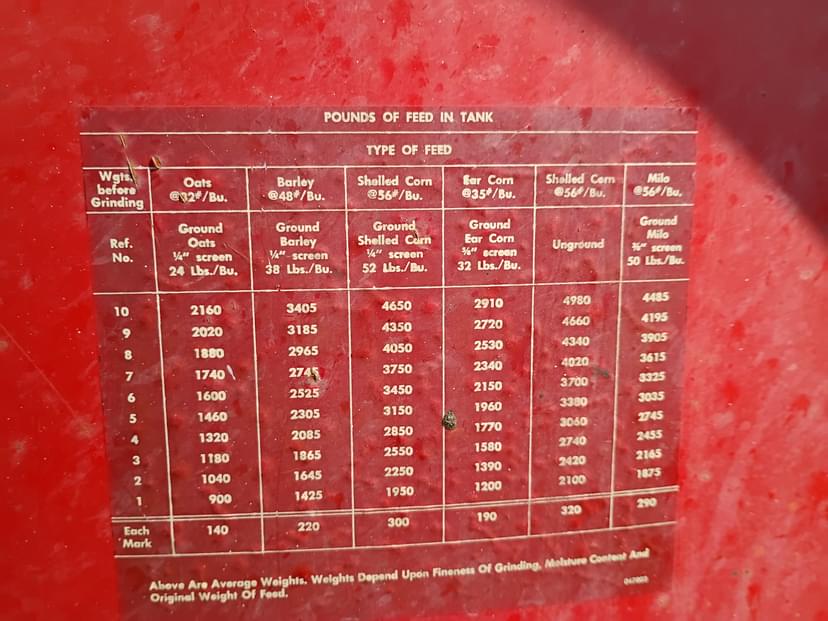 POUNDS OF FEED IN TANK
TYPE OF FEED
Wgts. before Grinding Oats @32#/Bu. Barley @48#/Bu. Shelled Corn @56#/Bu. Ear Corn @35#/Bu. Shelled Corn @56#/Bu. Milo @56#/Bu.
Ref. No. Ground Oats ¼" screen 24 Lbs./Bu. Ground Barley ¼" screen 38 Lbs./Bu. Ground Shelled Corn ¼" screen 52 Lbs./Bu. Ground Ear Corn screen 32 Lbs./Bu. Unground Ground Milo screen 50 Lbs./Bu.
10 2160 3405 4650 2910 4980 4485
9 2020 3185 4350 2720 4660 4195
8 1880 2965 4050 2530 4340 3905
7 1740 2745 3750 2340 4020 3615
6 1600 2525 3450 2150 3700 3325
5 1460 2305 3150 1960 3380 3035
4 1320 2085 2850 1770 3060 2745
3 1180 1865 2550 1580 2740 2455
2 1040 1645 2250 1390 2420 2165
1 900 1425 1950 1200 2100 1875
Each Mark 140 220 300 190 320 290
Above Are Average Weights. Weights Depend Upon Fineness Of Grinding, Moisture Content And
Original Weight Of Feed.